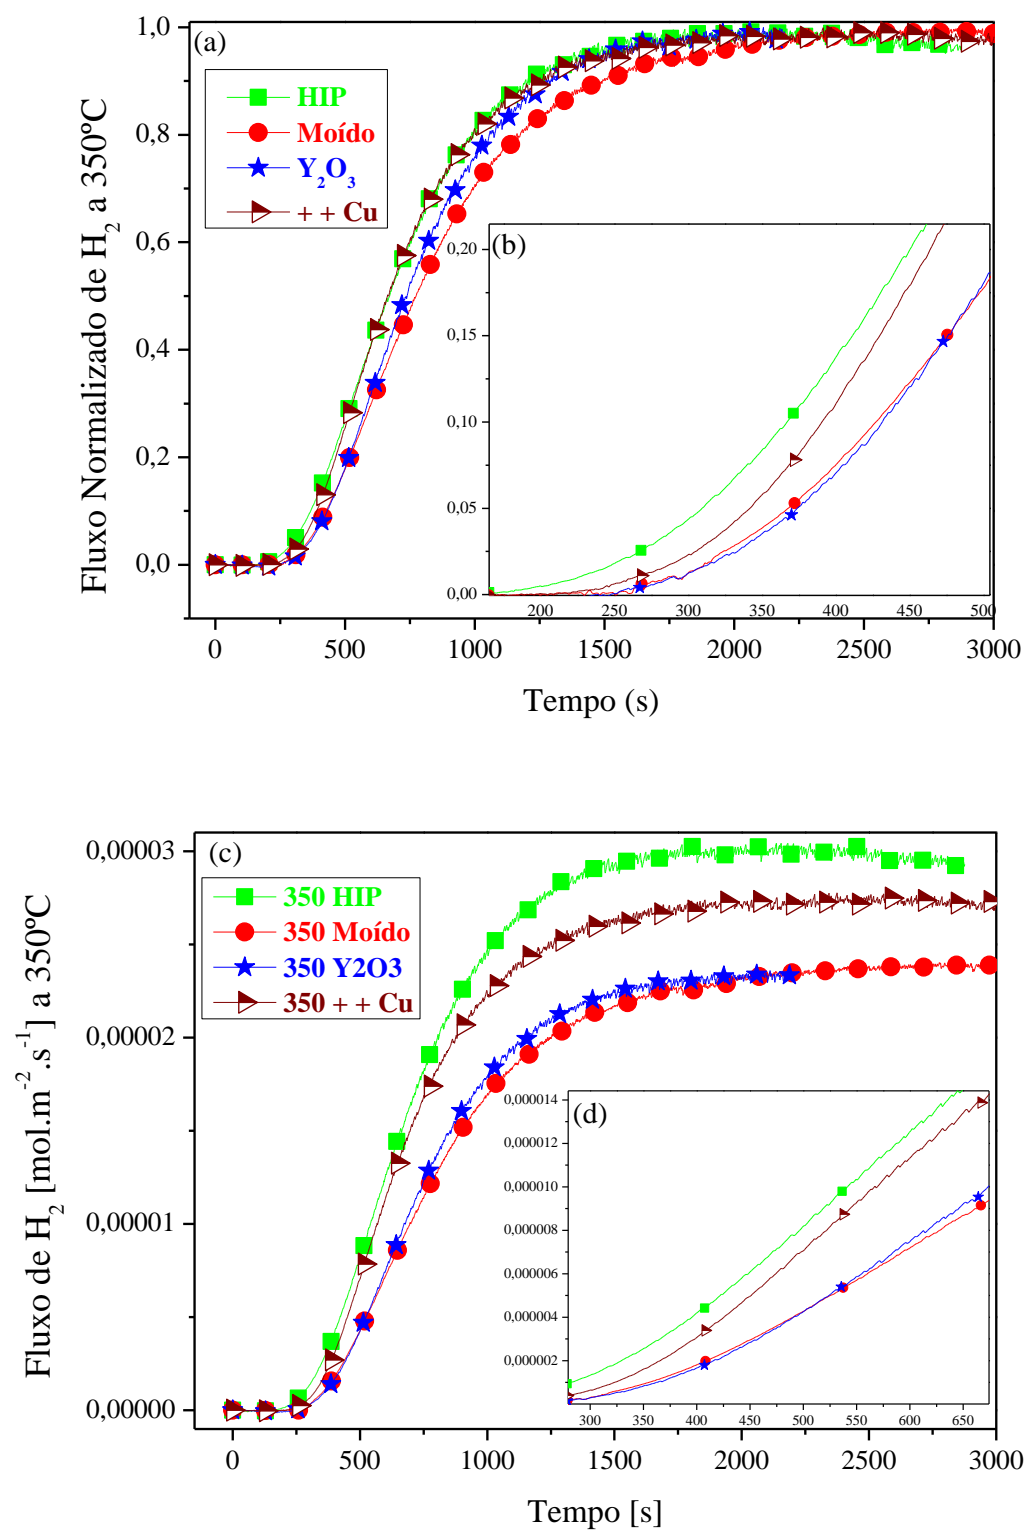 Fluxo Normalizado de H2 a 350ºC
1,0
0,8
0,6
0,4
0,2
0,0
(a)
HIP
Moído
Y2O3
+ + Cu
(b)
0,20
0,15
0,10
0,05
0,00
200 250 300 350 400 450 500
0 500 1000 1500 2000 2500 3000
Tempo (s)
Fluxo de H2 [mol.m-2.s-1] a 350ºC
0,00003
0,00002
0,00001
0,00000
(c)
350 HIP
350 Moído
350 Y2O3
350 + + Cu
(d)
0,000014
0,000012
0,000010
0,000008
0,000006
0,000004
0,000002
300 350 400 450 500 550 600 650
0 500 1000 1500 2000 2500 3000
Tempo [s]